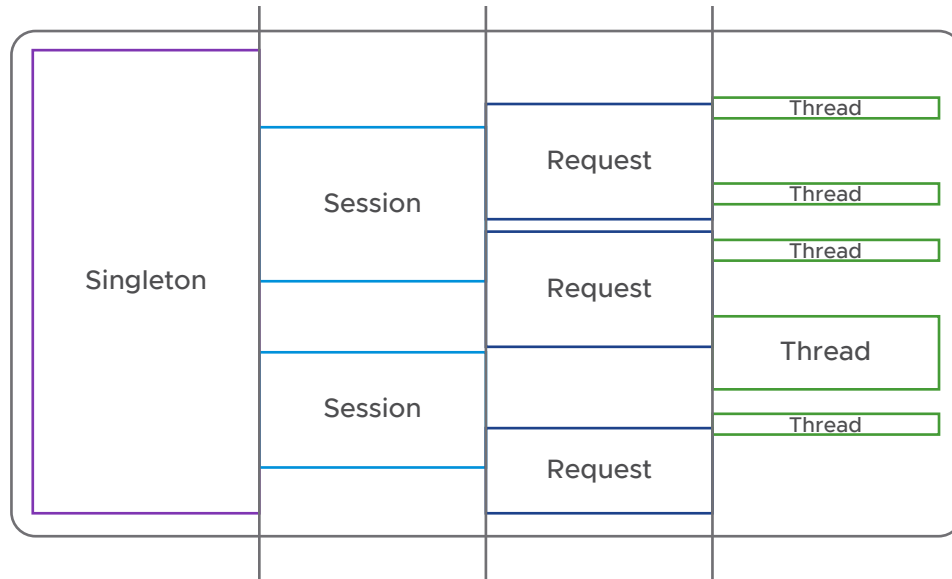 Singleton
Session
Session
Request
Request
Request
Thread
Thread
Thread
Thread
Thread